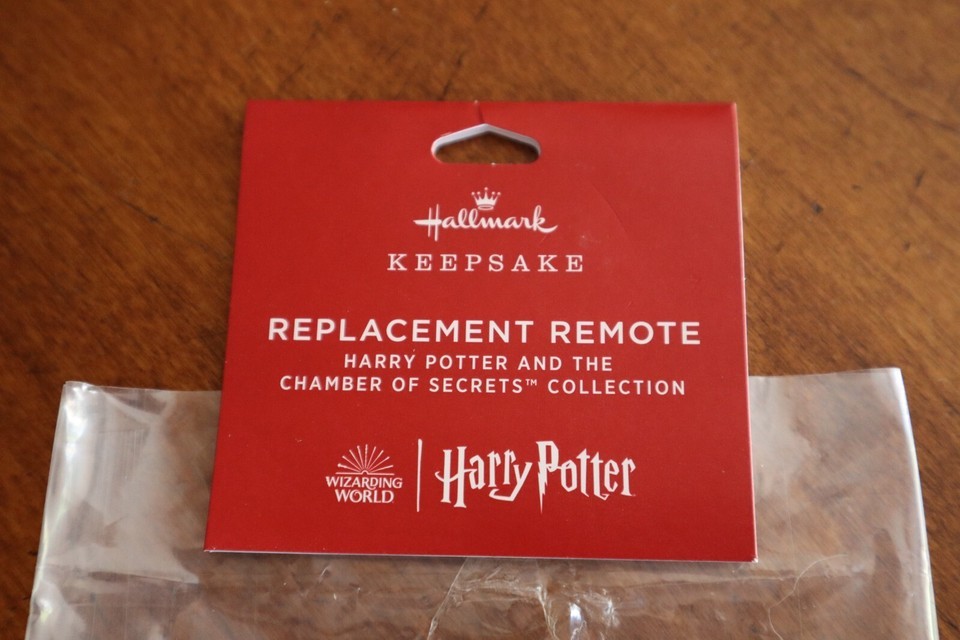 Hallmark
KEEPSAKE
REPLACEMENT REMOTE
HARRY POTTER AND THE
CHAMBER OF SECRETS™ COLLECTION
WIZARDING
WORLD
Harry Potter